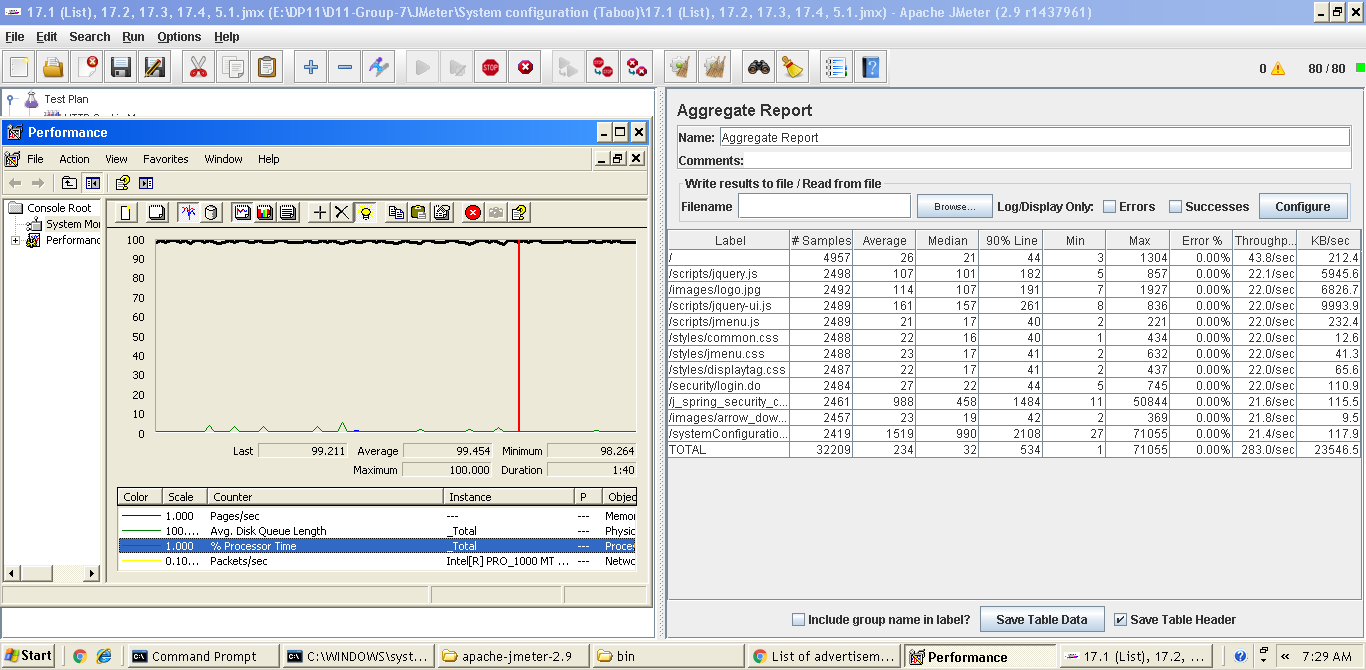 17.1 (List), 17.2, 17.3, 17.4, 5.1.jmx (E:\DP11\D11-Group-7\JMeter\System configuration (Taboo)\17.1 (List), 17.2, 17.3, 17.4, 5.1.jmx) - Apache JMeter (2.9 r1437961)
File Edit Search Run Options Help
STOP
0 80 / 80
Test Plan
Performance
File Action View Favorites Window Help
Console Root
System Mo
Performanc
100
90
80
70
60
50
40
30
20
10
0
Last 99.211 Average 99.454 Minimum 98.264
Maximum 100.000 Duration 1:40
Color Scale Counter Instance P Objec
1.000 Pages/sec --- --- Memo
100.... Avg. Disk Queue Length _Total --- Physic
1.000 % Processor Time _Total --- Proce
0.10... Packets/sec Intel[R] PRO_1000 MT ... --- Netwo
Aggregate Report
Name: Aggregate Report
Comments:
Write results to file / Read from file
Filename Browse... Log/Display Only: Errors Successes Configure
Label # Samples Average Median 90% Line Min Max Error % Throughp... KB/sec
/ 4957 26 21 44 3 1304 0.00% 43.8/sec 212.4
/scripts/jquery.js 2498 107 101 182 5 857 0.00% 22.1/sec 5945.6
/images/logo.jpg 2492 114 107 191 7 1927 0.00% 22.0/sec 6826.7
/scripts/jquery-ui.js 2489 161 157 261 8 836 0.00% 22.0/sec 9993.9
/scripts/jmenu.js 2489 21 17 40 2 221 0.00% 22.0/sec 232.4
/styles/common.css 2488 22 16 40 1 434 0.00% 22.0/sec 12.6
/styles/jmenu.css 2488 23 17 41 2 632 0.00% 22.0/sec 41.3
/styles/displaytag.css 2487 22 17 41 2 437 0.00% 22.0/sec 65.6
/security/login.do 2484 27 22 44 5 745 0.00% 22.0/sec 110.9
/j_spring_security_c... 2461 988 458 1484 11 50844 0.00% 21.6/sec 115.5
/images/arrow_dow... 2457 23 19 42 2 369 0.00% 21.8/sec 9.5
/systemConfiguratio... 2419 1519 990 2108 27 71055 0.00% 21.4/sec 117.9
TOTAL 32209 234 32 534 1 71055 0.00% 283.0/sec 23546.5
Include group name in label? Save Table Data Save Table Header
Start Command Prompt C:\WINDOWS\syst... apache-jmeter-2.9 bin List of advertisem... Performance 17.1 (List), 17.2, ... 7:29 AM